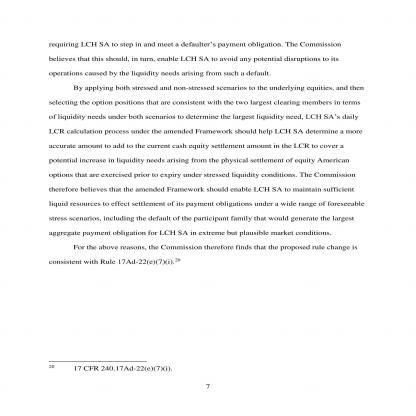 requiring LCH SA to step in and meet a defaulter's payment obligation. The Commission
believes that this should, in turn, enable LCH SA to avoid any potential disruptions to its
operations caused by the liquidity needs arising from such a default.
By applying both stressed and non-stressed scenarios to the underlying equities, and then
selecting the option positions that are consistent with the two largest clearing members in terms
of liquidity needs under both scenarios to determine the largest liquidity need, LCH SA's daily
LCR calculation process under the amended Framework should help LCH SA determine a more
accurate amount to add to the current cash equity settlement amount in the LCR to cover a
potential increase in liquidity needs arising from the physical settlement of equity American
options that are exercised prior to expiry under stressed liquidity conditions. The Commission
therefore believes that the amended Framework should enable LCH SA to maintain sufficient
liquid resources to effect settlement of its payment obligations under a wide range of foreseeable
stress scenarios, including the default of the participant family that would generate the largest
aggregate payment obligation for LCH SA in extreme but plausible market conditions.
For the above reasons, the Commission therefore finds that the proposed rule change is
consistent with Rule 17Ad-22(e)(7)(i).20
20 17 CFR 240.17Ad-22(e)(7)(i).
7